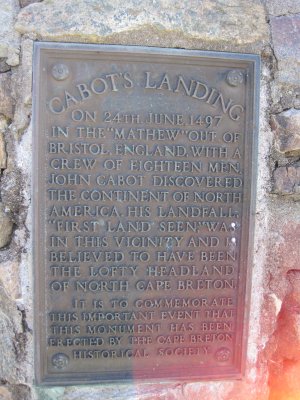 CABOT'S LANDING
ON 24TH JUNE 1497
IN THE "MATHEW" OUT OF
BRISTOL, ENGLAND, WITH A
CREW OF EIGHTEEN MEN,
JOHN CABOT DISCOVERED
THE CONTINENT OF NORTH
AMERICA. HIS LANDFALL,
"FIRST LAND SEEN," WAS
IN THIS VICINITY AND IS
BELIEVED TO HAVE BEEN
THE LOFTY HEADLAND
OF NORTH CAPE BRETON.
IT IS TO COMMEMORATE
THIS IMPORTANT EVENT THAT
THIS MONUMENT HAS BEEN
ERECTED BY THE CAPE BRETON
HISTORICAL SOCIETY.